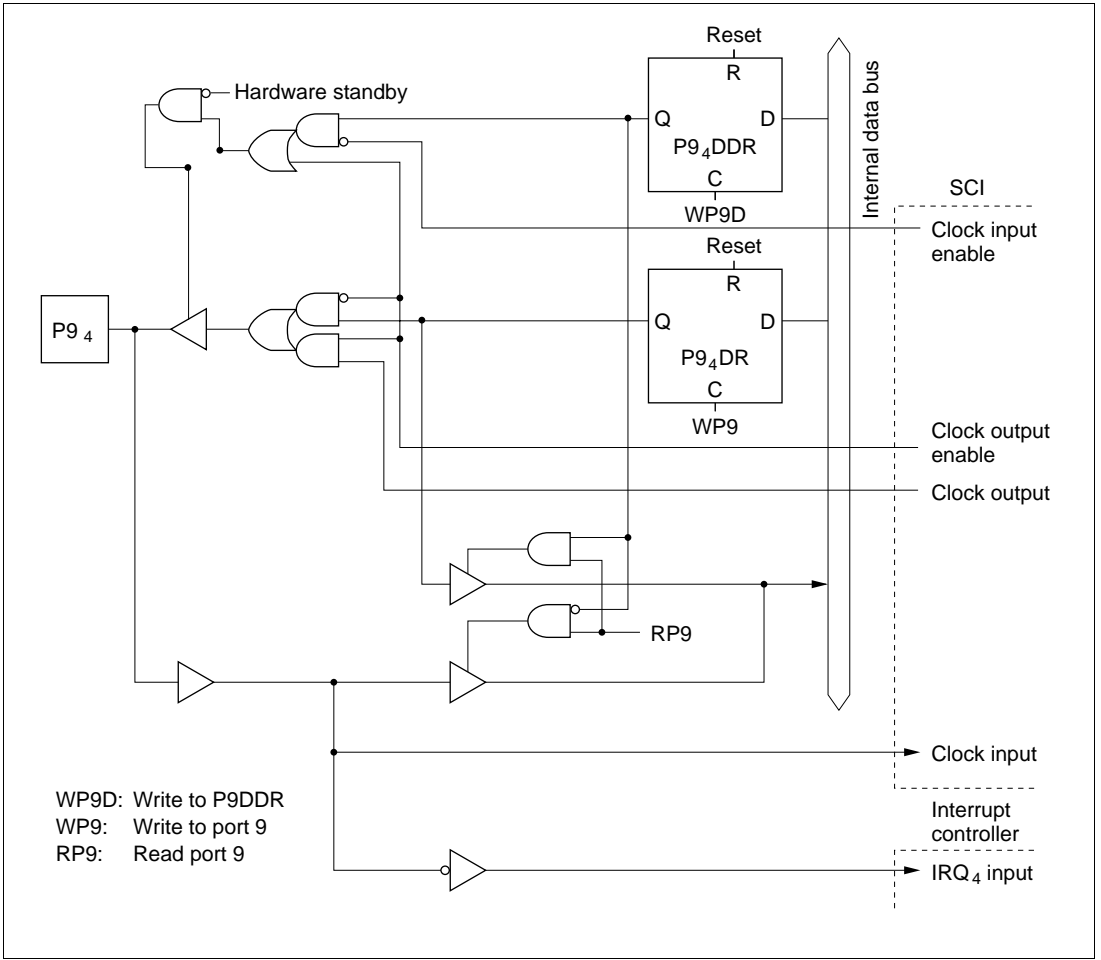 Reset
R
Hardware standby
Q
D
P9₄DDR
C
WP9D
Internal data bus
SCI
Clock input
enable
Reset
R
Q
D
P9₄DR
C
WP9
P9 ₄
Clock output
enable
Clock output
RP9
Clock input
WP9D: Write to P9DDR
WP9: Write to port 9
RP9: Read port 9
Interrupt
controller
IRQ₄ input